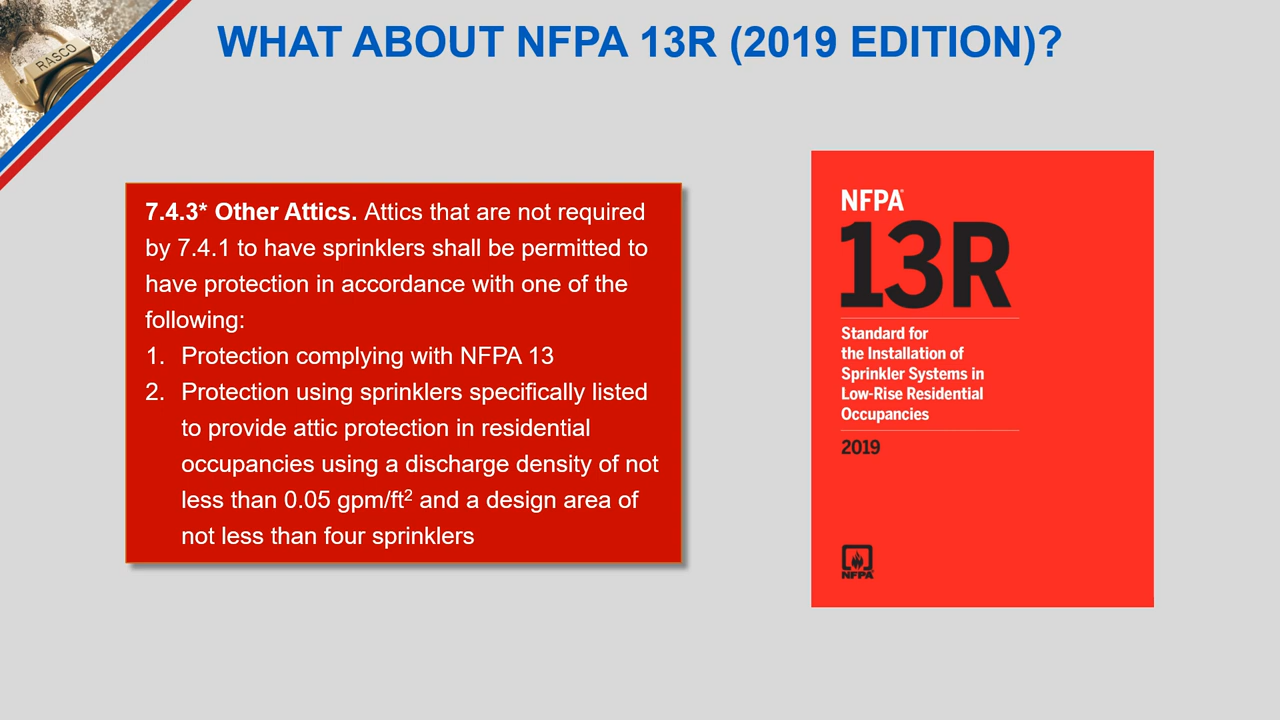 RASCO
WHAT ABOUT NFPA 13R (2019 EDITION)?
7.4.3* Other Attics. Attics that are not required
by 7.4.1 to have sprinklers shall be permitted to
have protection in accordance with one of the
following:
1. Protection complying with NFPA 13
2. Protection using sprinklers specifically listed
to provide attic protection in residential
occupancies using a discharge density of not
less than 0.05 gpm/ft² and a design area of
not less than four sprinklers
NFPA®
13R
Standard for
the Installation of
Sprinkler Systems in
Low-Rise Residential
Occupancies
2019
NFPA